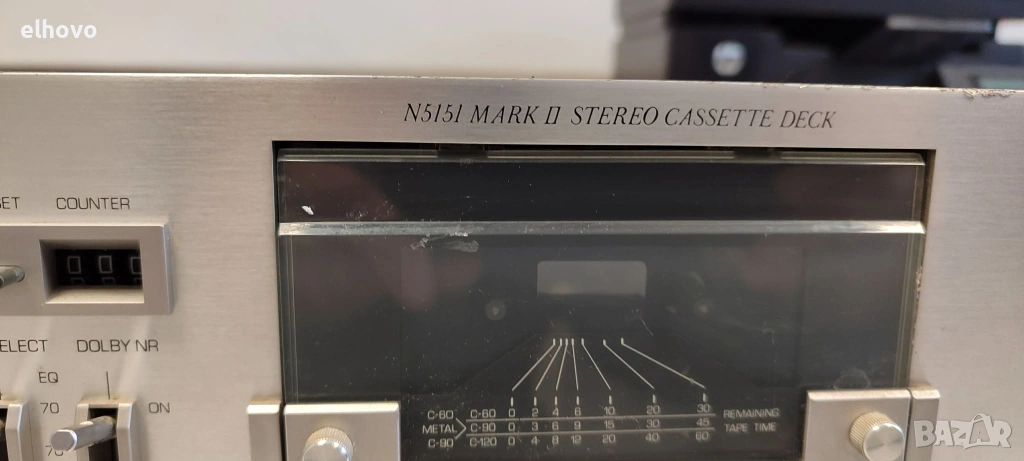 elhovo
N5151 MARK II STEREO CASSETTE DECK
COUNTER
000
DOLBY NR
EQ
70
ON
C-60 C-60 0 2 4 6 10 20 30 REMAINING
METAL C-90 0 3 6 9 15 30 45 TAPE TIME
C-90 C-120 0 4 8 12 20 40 60
BAZAR